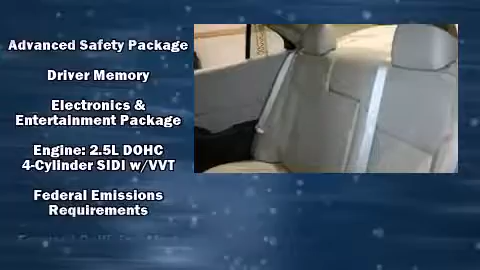 Advanced Safety Package
Driver Memory
Electronics &
Entertainment Package
Engine: 2.5L DOHC
4-Cylinder SIDI w/VVT
Federal Emissions
Requirements